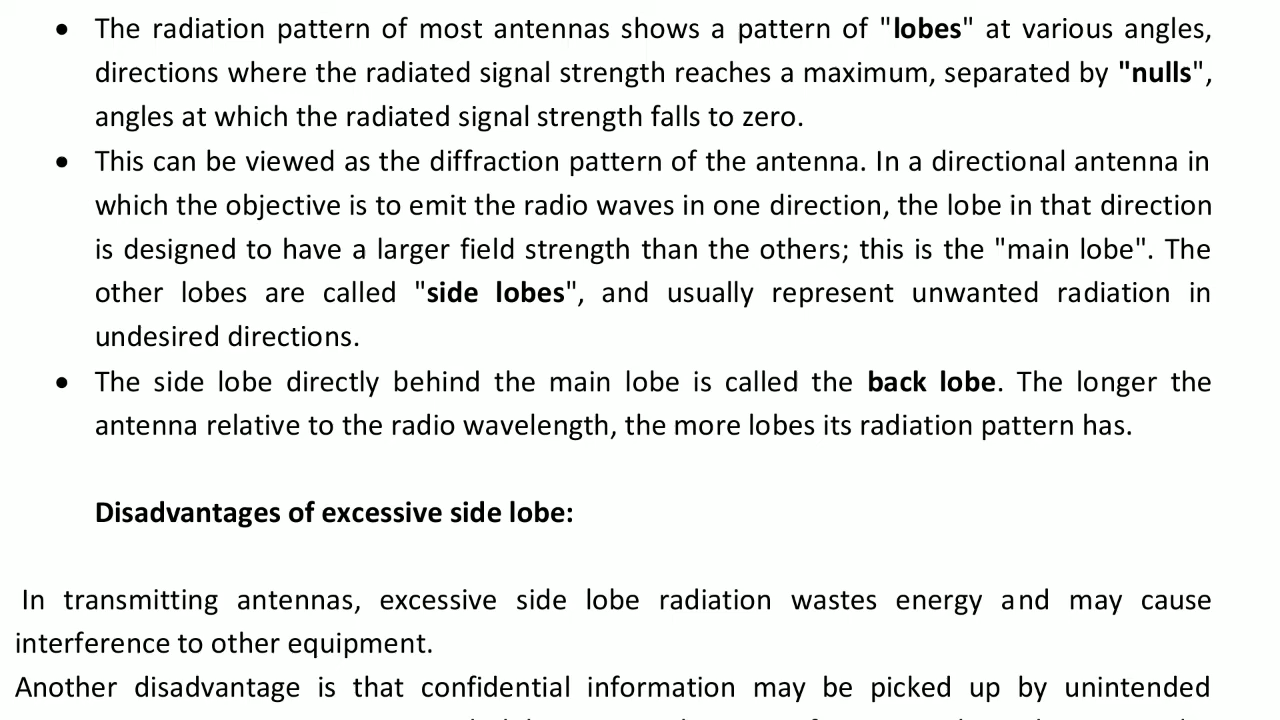 • The radiation pattern of most antennas shows a pattern of "lobes" at various angles,
directions where the radiated signal strength reaches a maximum, separated by "nulls",
angles at which the radiated signal strength falls to zero.
• This can be viewed as the diffraction pattern of the antenna. In a directional antenna in
which the objective is to emit the radio waves in one direction, the lobe in that direction
is designed to have a larger field strength than the others; this is the "main lobe". The
other lobes are called "side lobes", and usually represent unwanted radiation in
undesired directions.
• The side lobe directly behind the main lobe is called the back lobe. The longer the
antenna relative to the radio wavelength, the more lobes its radiation pattern has.
Disadvantages of excessive side lobe:
In transmitting antennas, excessive side lobe radiation wastes energy and may cause
interference to other equipment.
Another disadvantage is that confidential information may be picked up by unintended